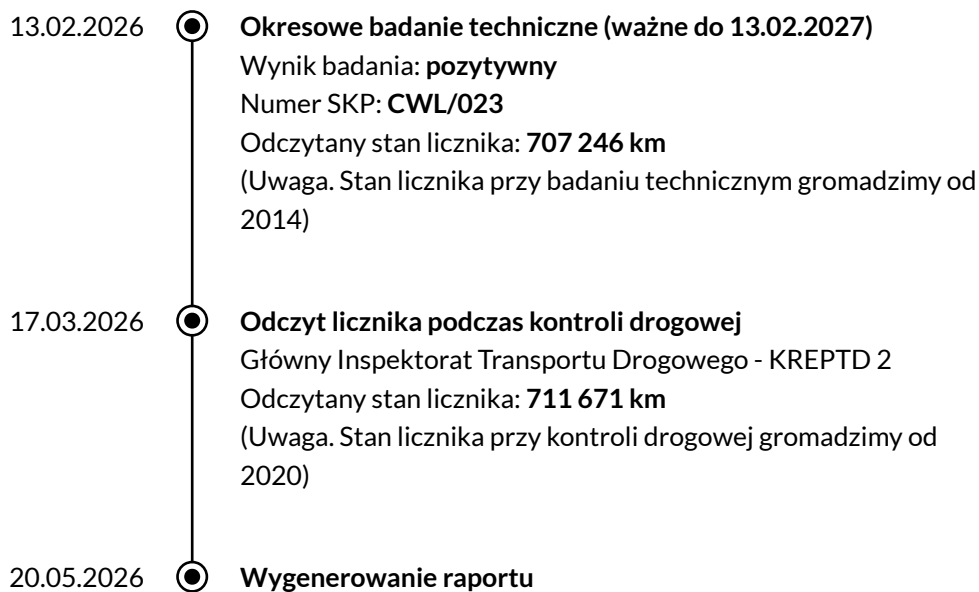 13.02.2026 Okresowe badanie techniczne (ważne do 13.02.2027)
Wynik badania: pozytywny
Numer SKP: CWL/023
Odczytany stan licznika: 707 246 km
(Uwaga. Stan licznika przy badaniu technicznym gromadzimy od
2014)
17.03.2026 Odczyt licznika podczas kontroli drogowej
Główny Inspektorat Transportu Drogowego - KREPTD 2
Odczytany stan licznika: 711 671 km
(Uwaga. Stan licznika przy kontroli drogowej gromadzimy od
2020)
20.05.2026 Wygenerowanie raportu